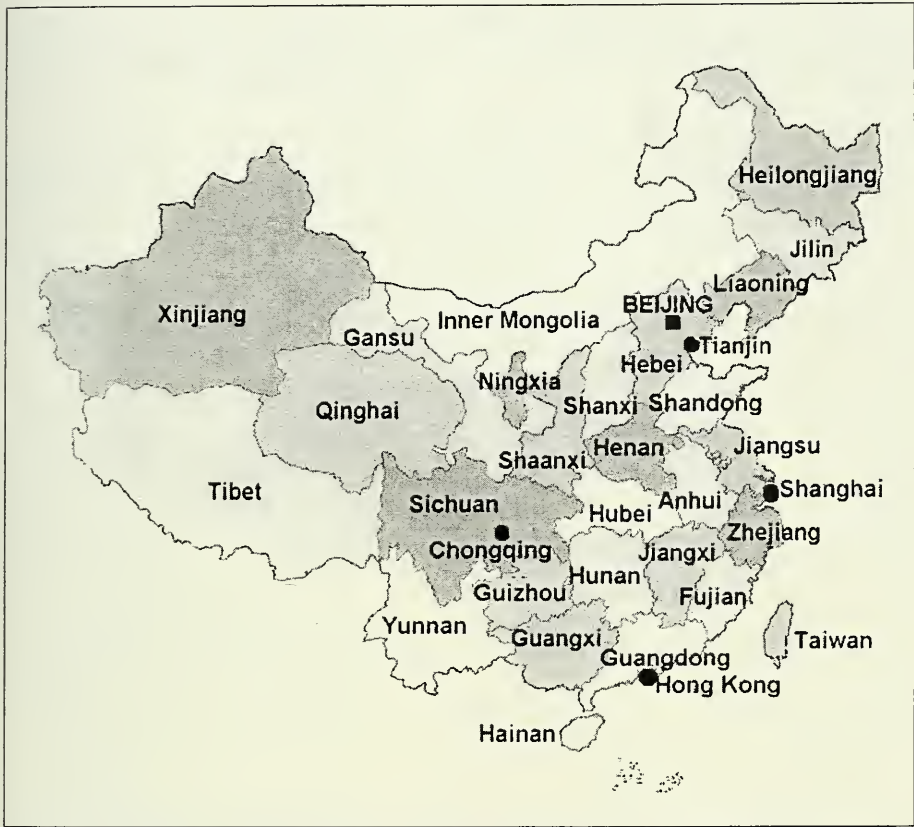 Heilongjiang
Jilin
Liaoning
BEIJING
Xinjiang
Inner Mongolia
Gansu
Tianjin
Hebei
Ningxia
Qinghai
Shanxi
Shandong
Henan
Jiangsu
Shaanxi
Tibet
Sichuan
Shanghai
Anhui
Hubei
Zhejiang
Chongqing
Jiangxi
Hunan
Guizhou
Fujian
Yunnan
Guangxi
Taiwan
Guangdong
Hong Kong
Hainan